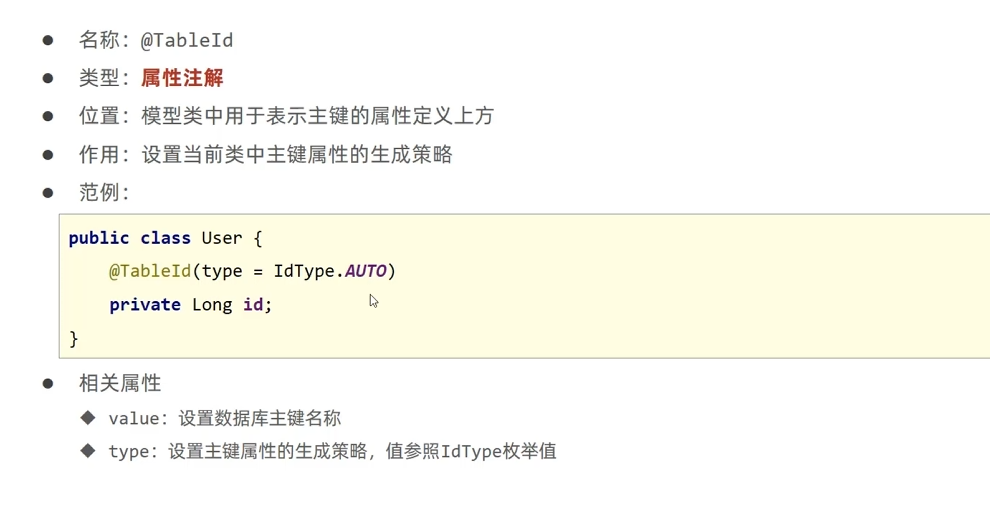 ● 名称：@TableId
● 类型：属性注解
● 位置：模型类中用于表示主键的属性定义上方
● 作用：设置当前类中主键属性的生成策略
● 范例：
public class User {
    @TableId(type = IdType.AUTO)
    private Long id;
}
● 相关属性
◆ value：设置数据库主键名称
◆ type：设置主键属性的生成策略，值参照IdType枚举值